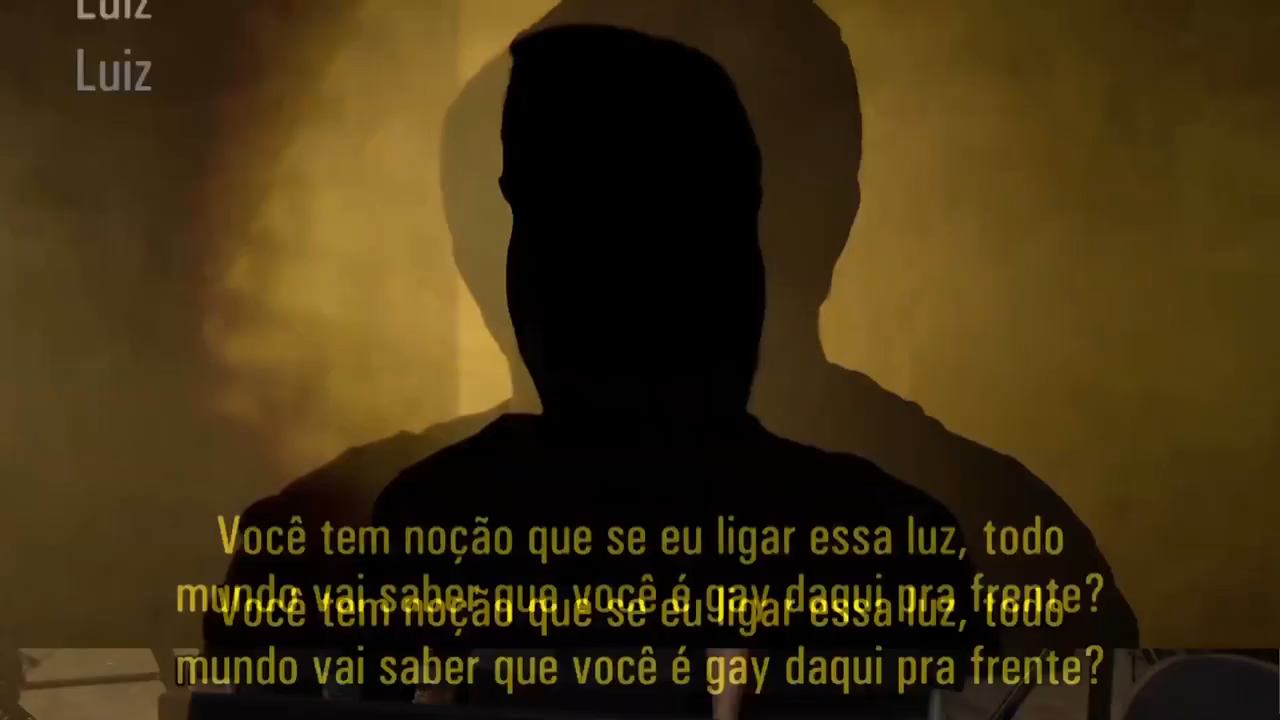 Luiz
Luiz
Você tem noção que se eu ligar essa luz, todo
mundo vai saber que você é gay daqui pra frente?
Você tem noção que se eu ligar essa luz, todo
mundo vai saber que você é gay daqui pra frente?